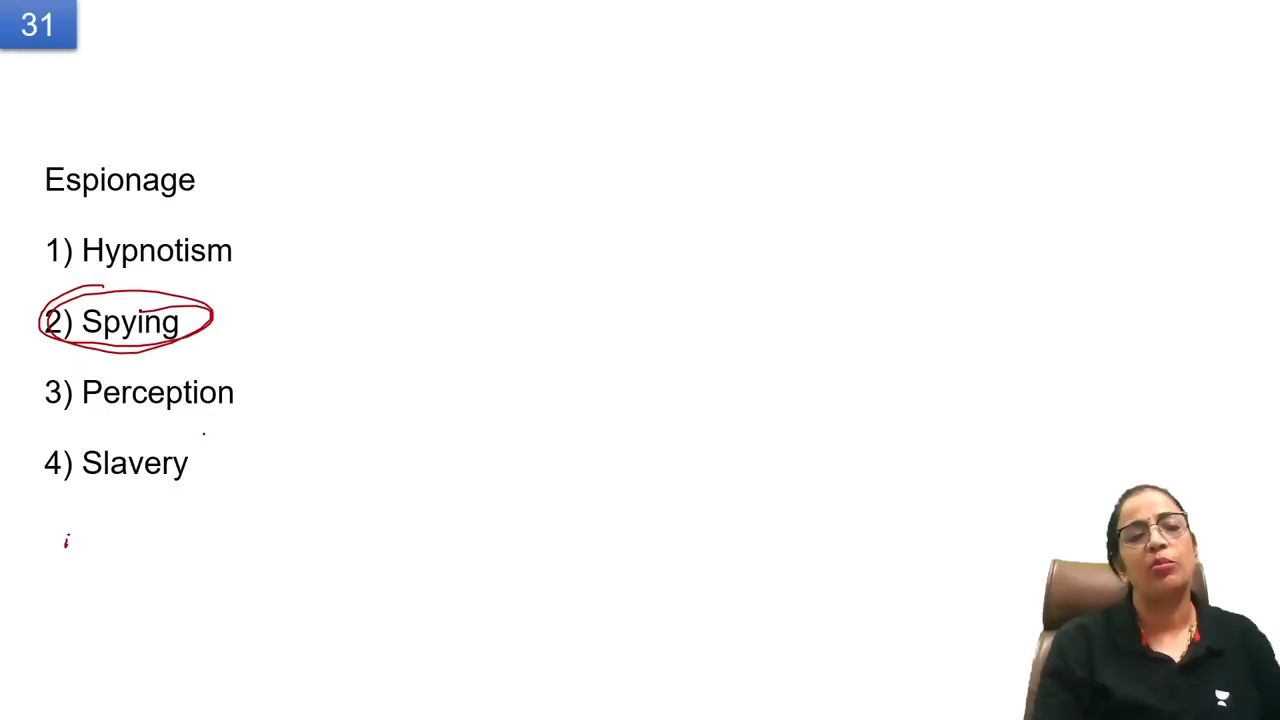 31
Espionage
1) Hypnotism
2) Spying
3) Perception
4) Slavery
i